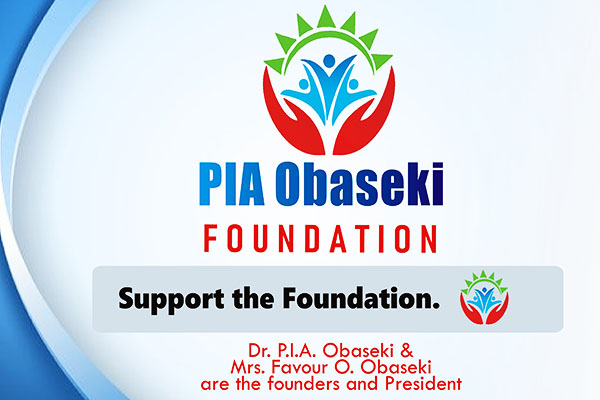 PIA Obaseki
FOUNDATION
Support the Foundation.
Dr. P.I.A. Obaseki &
Mrs. Favour O. Obaseki
are the founders and President